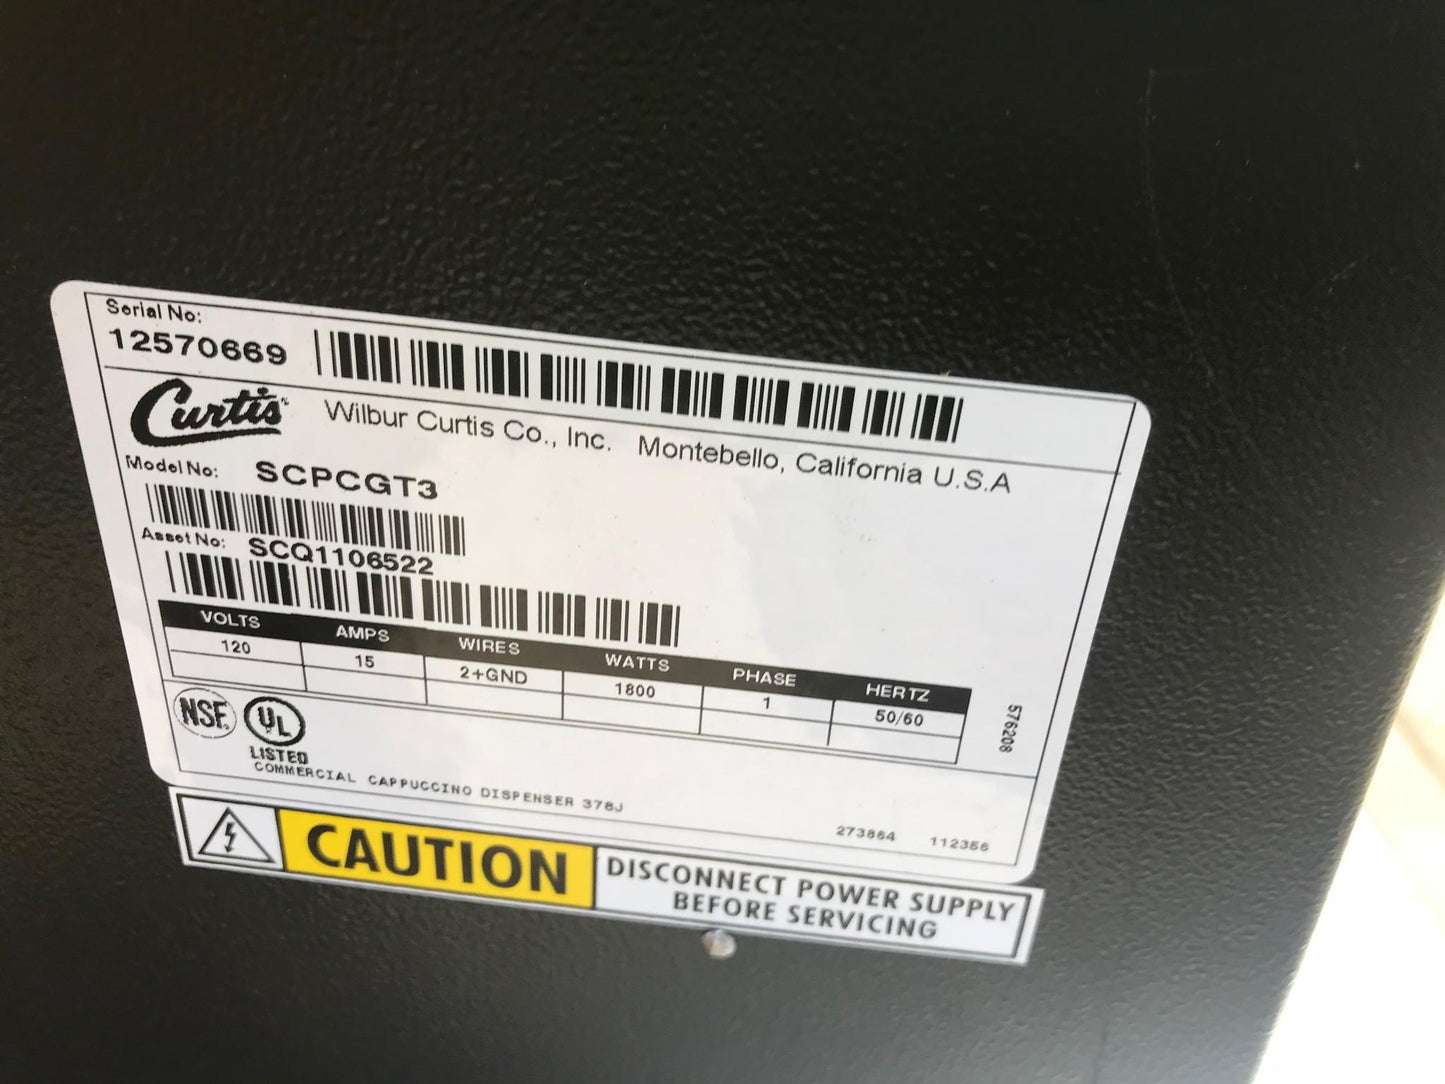 Serial No:
12570669
Curtis
Wilbur Curtis Co., Inc. Montebello, California U.S.A
Model No: SCPCGT3
Asset No: SCQ1106522
VOLTS AMPS WIRES WATTS PHASE HERTZ
120 15 2+GND 1800 1 50/60
576208
NSF UL
LISTED
COMMERCIAL CAPPUCCINO DISPENSER 378J
273864 112356
CAUTION
DISCONNECT POWER SUPPLY
BEFORE SERVICING